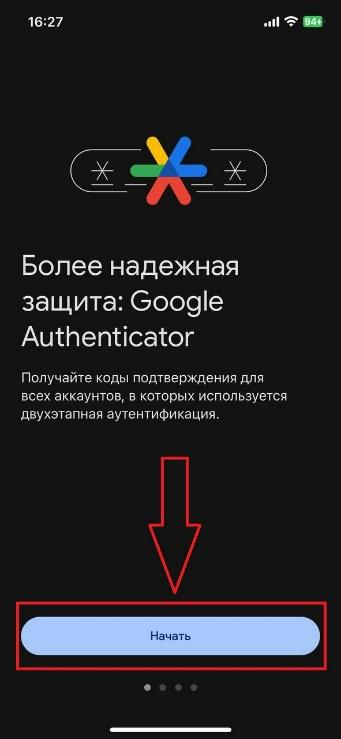 16:27
94
Более надежная
защита: Google
Authenticator
Получайте коды подтверждения для
всех аккаунтов, в которых используется
двухэтапная аутентификация.
Начать